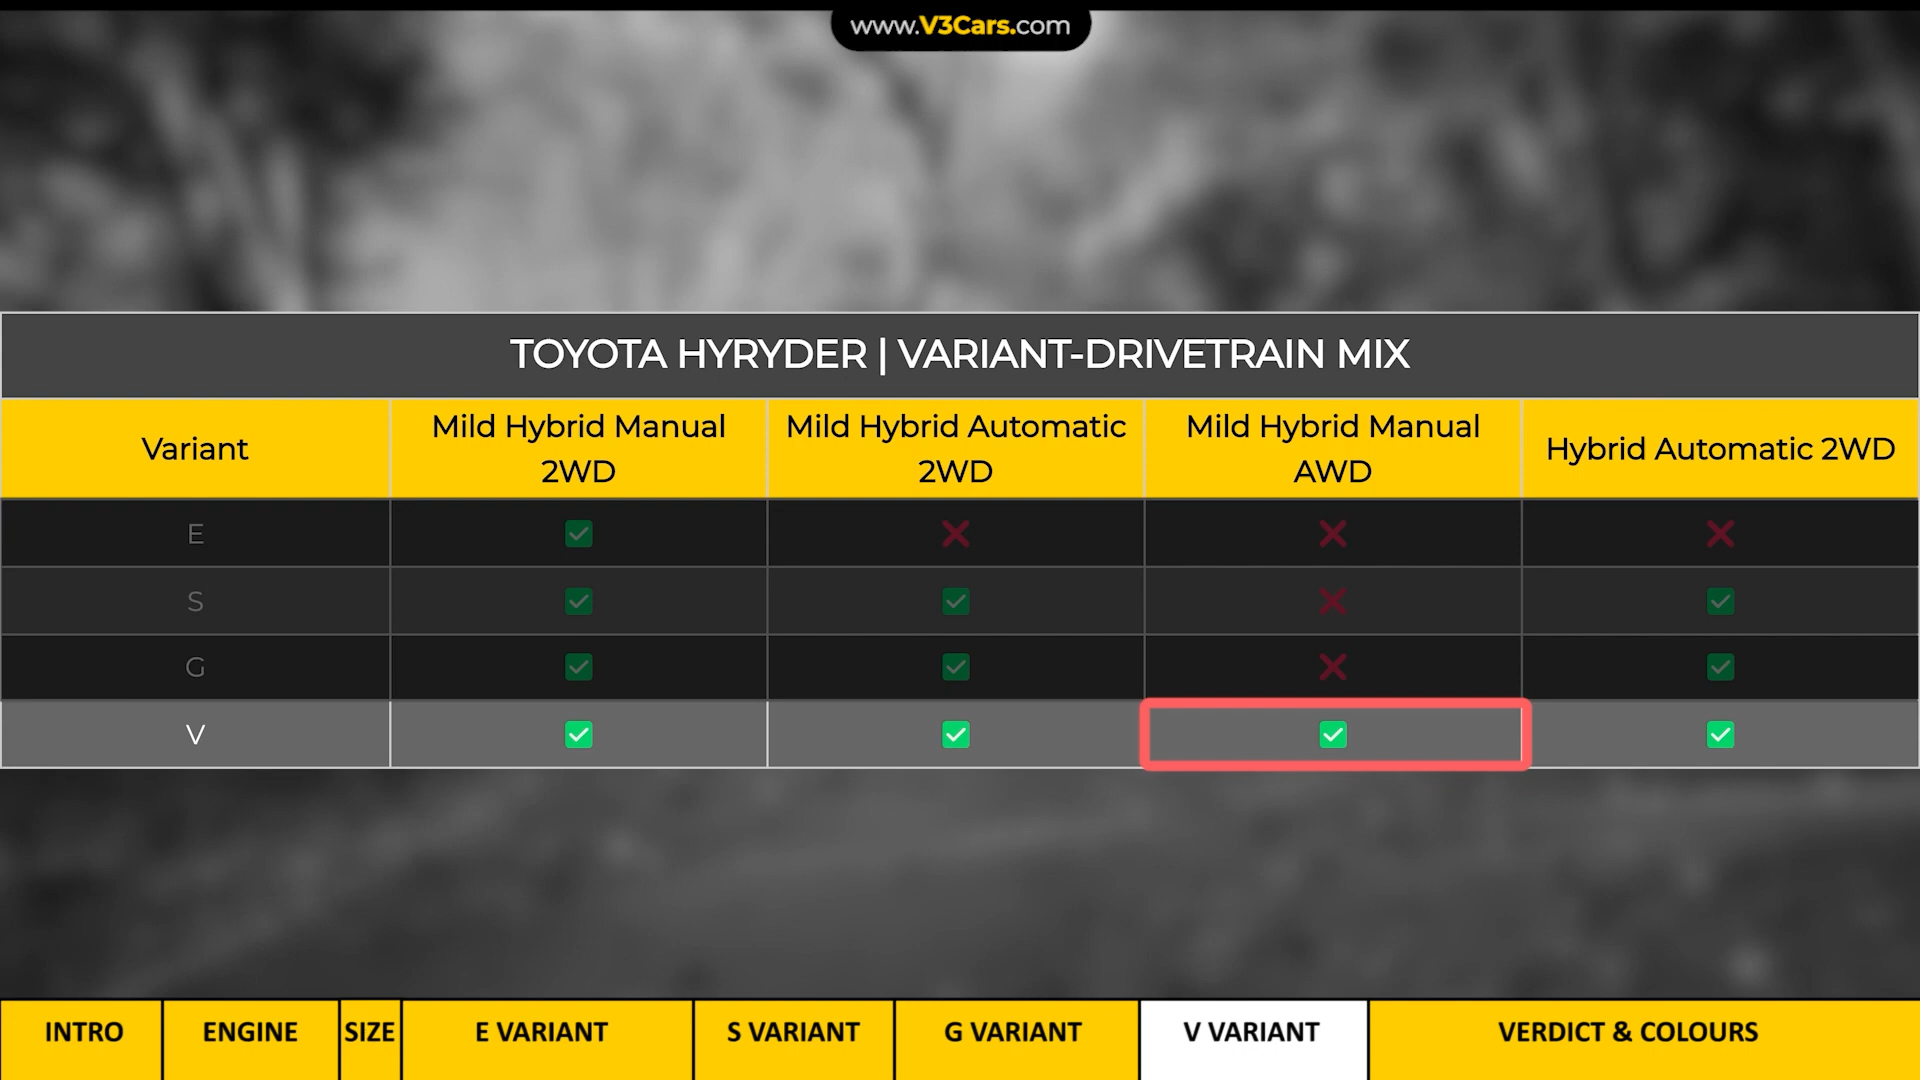 www.V3Cars.com
TOYOTA HYRYDER | VARIANT-DRIVETRAIN MIX
Variant
Mild Hybrid Manual
2WD
Mild Hybrid Automatic
2WD
Mild Hybrid Manual
AWD
Hybrid Automatic 2WD
E
S
G
V
INTRO
ENGINE
SIZE
E VARIANT
S VARIANT
G VARIANT
V VARIANT
VERDICT & COLOURS